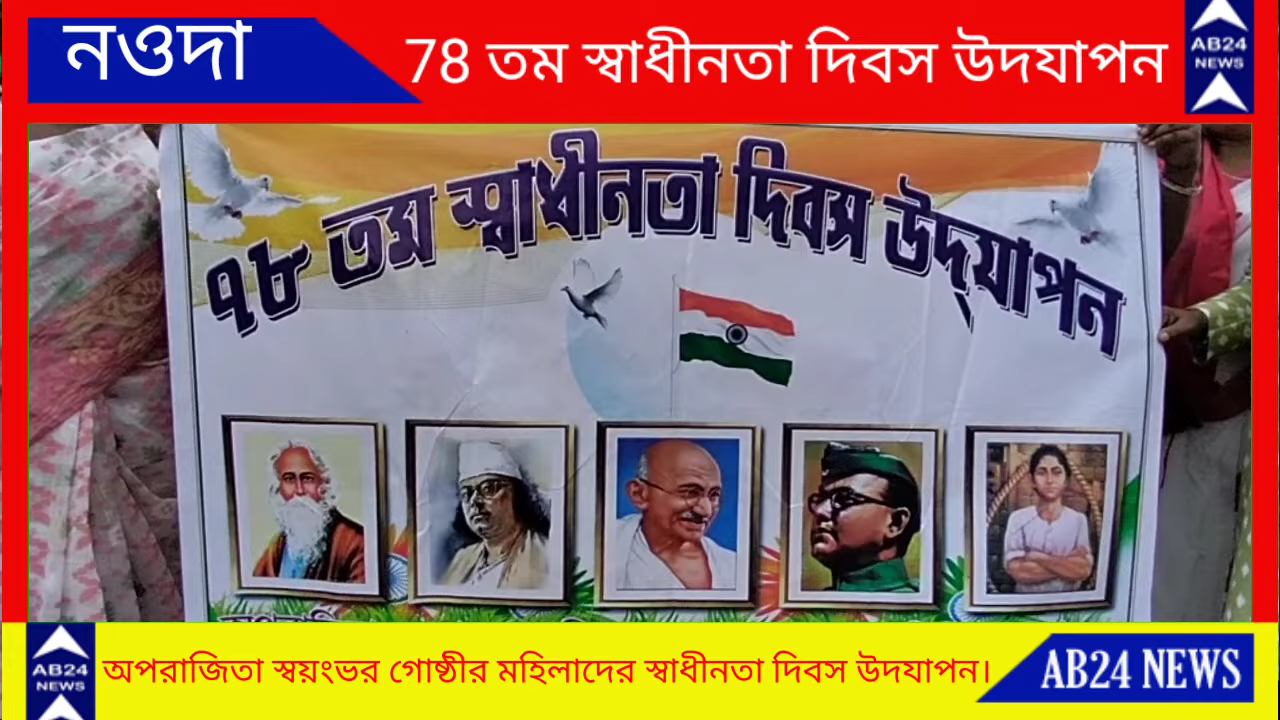 নওদা
78 তম স্বাধীনতা দিবস উদযাপন
AB24
NEWS
৭৮ তম স্বাধীনতা দিবস উদ্‌যাপন
AB24
NEWS
অপরাজিতা স্বয়ংভর গোষ্ঠীর মহিলাদের স্বাধীনতা দিবস উদযাপন।
AB24 NEWS